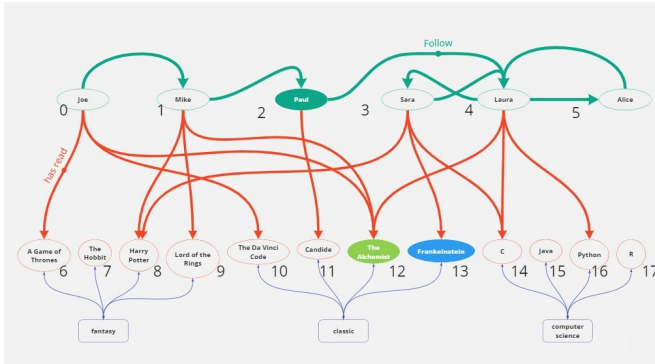 Follow
Joe
Mike
Paul
Sara
Laura
Alice
0
1
2
3
4
5
has read
A Game of
Thrones
The
Hobbit
Harry
Potter
Lord of the
Rings
The Da Vinci
Code
Candide
The
Alchemist
Frankeinstein
C
Java
Python
R
6
7
8
9
10
11
12
13
14
15
16
17
fantasy
classic
computer
science